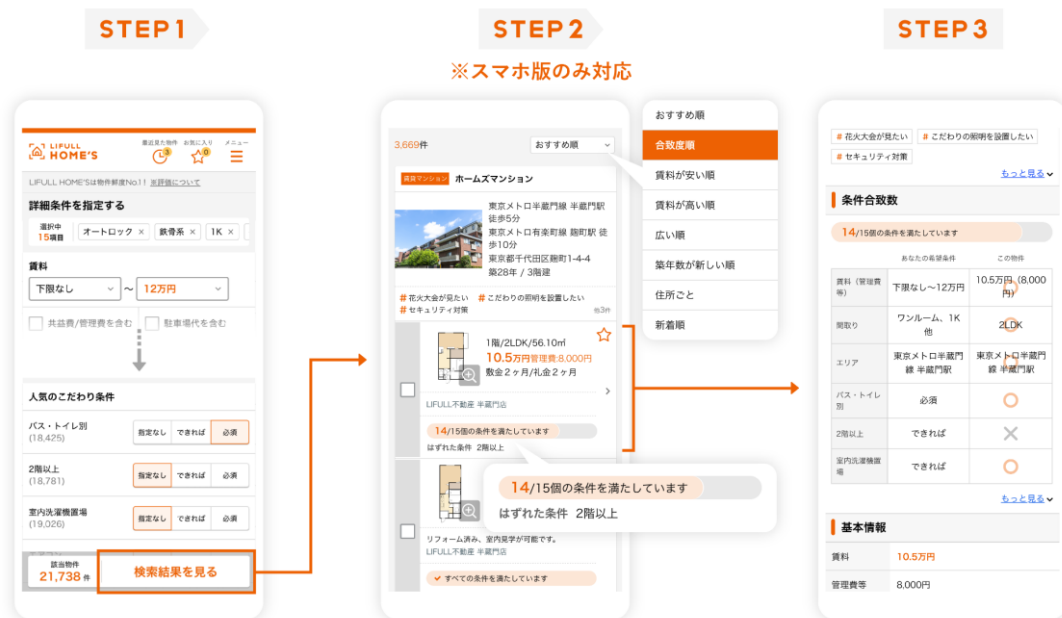 STEP1
STEP2
STEP3
※スマホ版のみ対応
LIFULL
HOME'S
最近見た物件
お気に入り
メニュー
3
0
LIFULL HOME'Sは物件鮮度No.1! ※評価について
詳細条件を指定する
選択中
15項目
オートロック ×
鉄骨系 ×
1K ×
賃料
下限なし
~
12万円
共益費/管理費を含む
駐車場代を含む
人気のこだわり条件
バス・トイレ別
(18,425)
指定なし
できれば
必須
2階以上
(18,781)
指定なし
できれば
必須
室内洗濯機置場
(19,026)
指定なし
できれば
必須
該当物件
21,738 件
検索結果を見る
3,669件
おすすめ順
賃貸マンション
ホームズマンション
東京メトロ半蔵門線 半蔵門駅
徒歩5分
東京メトロ有楽町線 麹町駅 徒
歩10分
東京都千代田区麹町1-4-4
築28年 / 3階建
# 花火大会が見たい # こだわりの照明を設置したい
# セキュリティ対策
他3件
1階/2LDK/56.10㎡
10.5万円管理費:8,000円
敷金2ヶ月/礼金2ヶ月
LIFULL不動産 半蔵門店
14/15個の条件を満たしています
はずれた条件 2階以上
14/15個の条件を満たしています
はずれた条件 2階以上
リフォーム済み、室内見学が可能です。
LIFULL不動産 半蔵門店
すべての条件を満たしています
おすすめ順
合致度順
賃料が安い順
賃料が高い順
広い順
築年数が新しい順
住所ごと
新着順
# 花火大会が見たい
# こだわりの照明を設置したい
# セキュリティ対策
もっと見る
条件合致数
14/15個の条件を満たしています
あなたの希望条件
この物件
賃料(管理費
等)
下限なし~12万円
10.5万円 (8,000
円)
間取り
ワンルーム、1K
他
2LDK
エリア
東京メトロ半蔵門
線 半蔵門駅
東京メトロ半蔵門
線 半蔵門駅
バス・トイレ
別
必須
2階以上
できれば
室内洗濯機置
場
できれば
もっと見る
基本情報
賃料
10.5万円
管理費等
8,000円